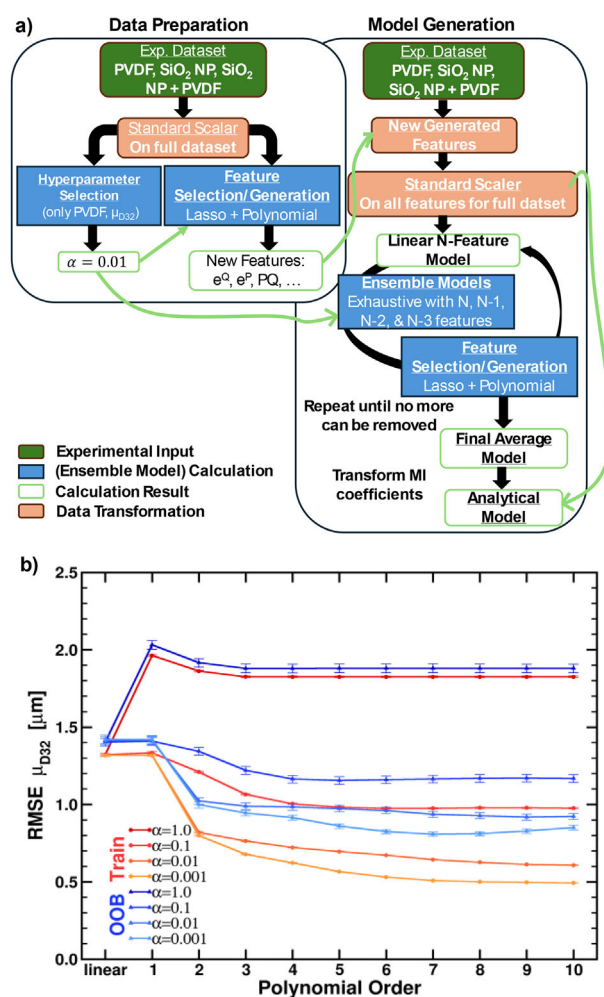 a)
Data Preparation
Model Generation
Exp. Dataset
PVDF, SiO₂ NP, SiO₂
NP + PVDF
Standard Scalar
On full dataset
Hyperparameter
Selection
(only PVDF, μD32)
Feature
Selection/Generation
Lasso + Polynomial
α = 0.01
New Features:
e^Q, e^P, PQ, ...
Exp. Dataset
PVDF, SiO₂ NP,
SiO₂ NP + PVDF
New Generated
Features
Standard Scaler
On all features for full datset
Linear N-Feature
Model
Ensemble Models
Exhaustive with N, N-1,
N-2, & N-3 features
Feature
Selection/Generation
Lasso + Polynomial
Repeat until no more
can be removed
Final Average
Model
Transform MI
coefficients
Analytical
Model
Experimental Input
(Ensemble Model) Calculation
Calculation Result
Data Transformation
b)
RMSE μD32 [μm]
2.5
2.0
1.5
1.0
0.5
0.0
Train
α=1.0
α=0.1
α=0.01
α=0.001
OOB
α=1.0
α=0.1
α=0.01
α=0.001
linear 1 2 3 4 5 6 7 8 9 10
Polynomial Order